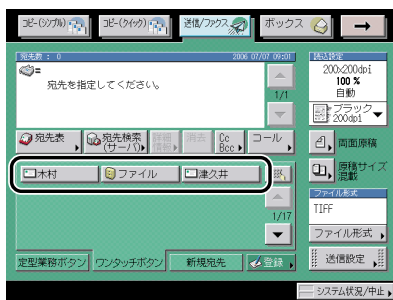 コピー(シンプル)
コピー(クイック)
送信/ファクス
ボックス
宛先数 : 0
2006 07/07 09:01
宛先を指定してください。
1/1
読込設定
200×200dpi
100 %
自動
ブラック
200dpi
宛先表
宛先検索
(サーバ)
詳細
情報
消去
Cc
Bcc
コール
両面原稿
木村
ファイル
津久井
原稿サイズ
混載
ファイル形式
TIFF
1/17
ファイル形式
定型業務ボタン
ワンタッチボタン
新規宛先
登録
送信設定
システム状況/中止